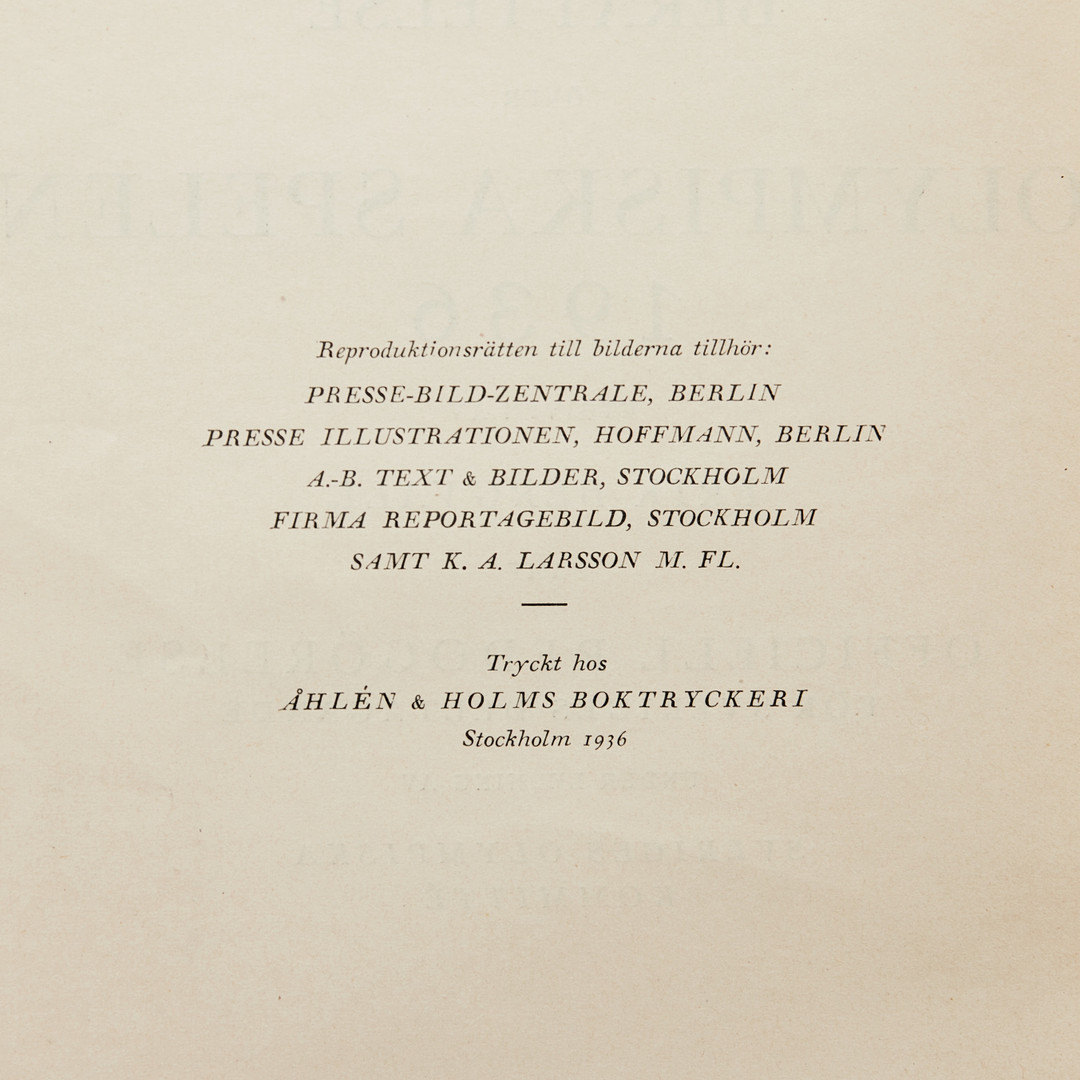 Reproduktionsrätten till bilderna tillhör:
PRESSE-BILD-ZENTRALE, BERLIN
PRESSE ILLUSTRATIONEN, HOFFMANN, BERLIN
A.-B. TEXT & BILDER, STOCKHOLM
FIRMA REPORTAGEBILD, STOCKHOLM
SAMT K. A. LARSSON M. FL.
Tryckt hos
ÅHLÉN & HOLMS BOKTRYCKERI
Stockholm 1936